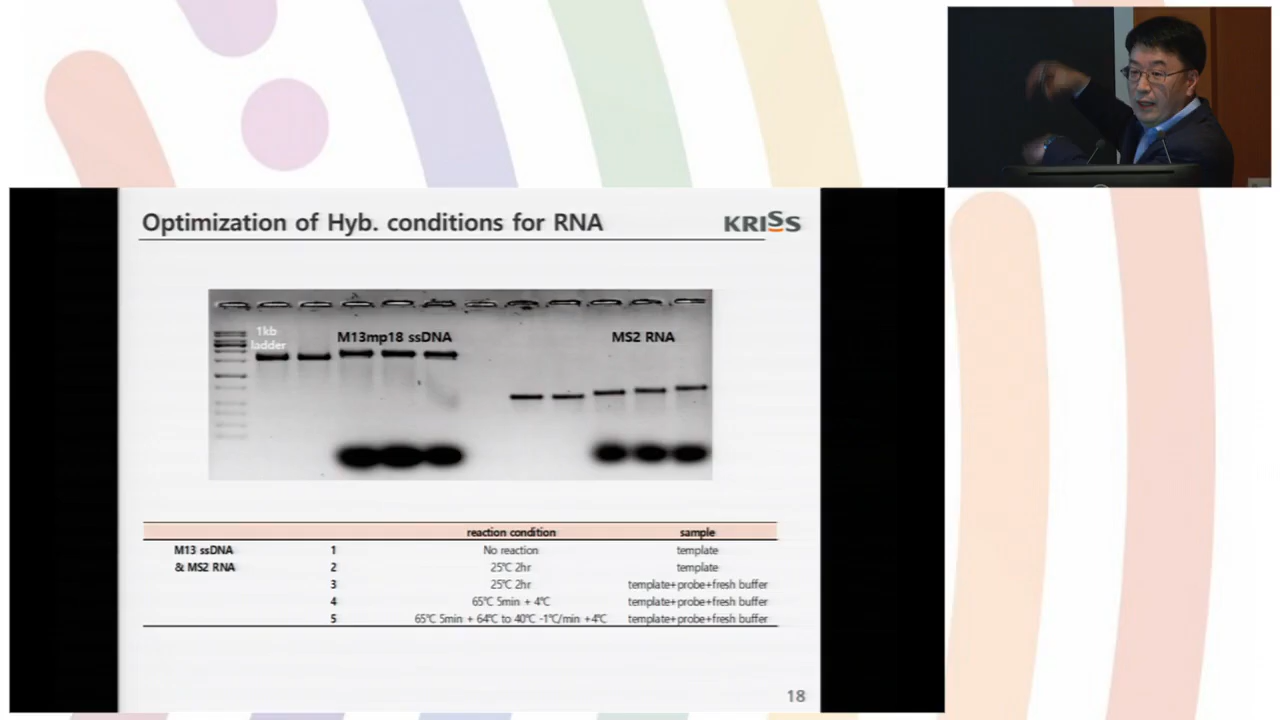 Optimization of Hyb. conditions for RNA
KRISS
1kb
ladder
M13mp18 ssDNA
MS2 RNA
reaction condition sample
M13 ssDNA 1 No reaction template
& MS2 RNA 2 25℃ 2hr template
3 25℃ 2hr template+probe+fresh buffer
4 65℃ 5min + 4℃ template+probe+fresh buffer
5 65℃ 5min + 64℃ to 40℃ -1℃/min +4℃ template+probe+fresh buffer
18